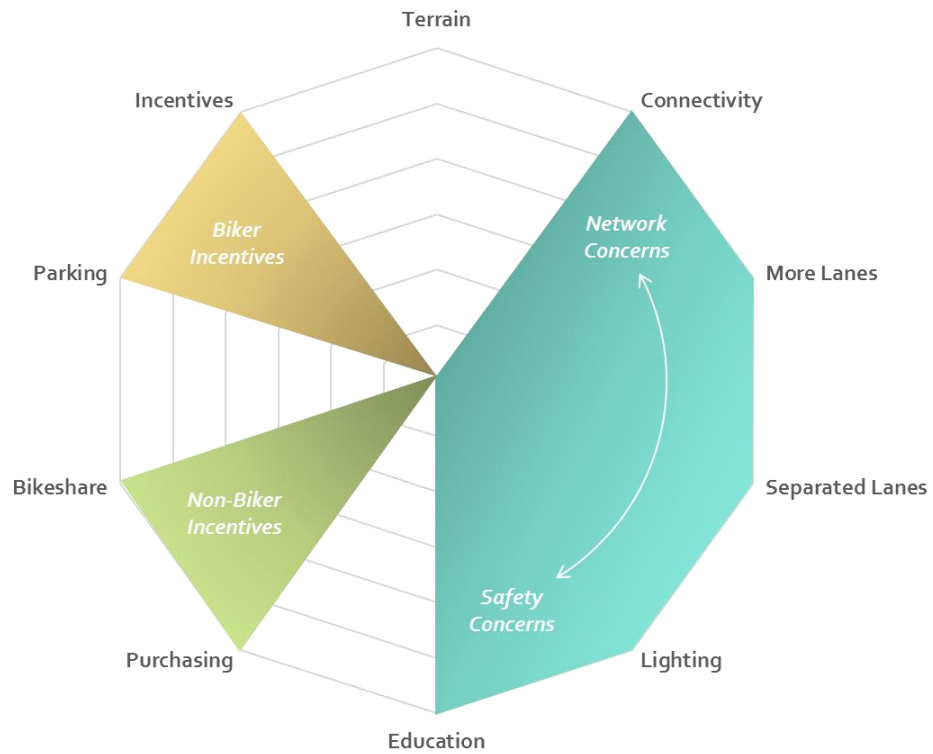 Terrain
Incentives
Connectivity
Biker
Incentives
Network
Concerns
Parking
More Lanes
Bikeshare
Separated Lanes
Non-Biker
Incentives
Safety
Concerns
Purchasing
Lighting
Education